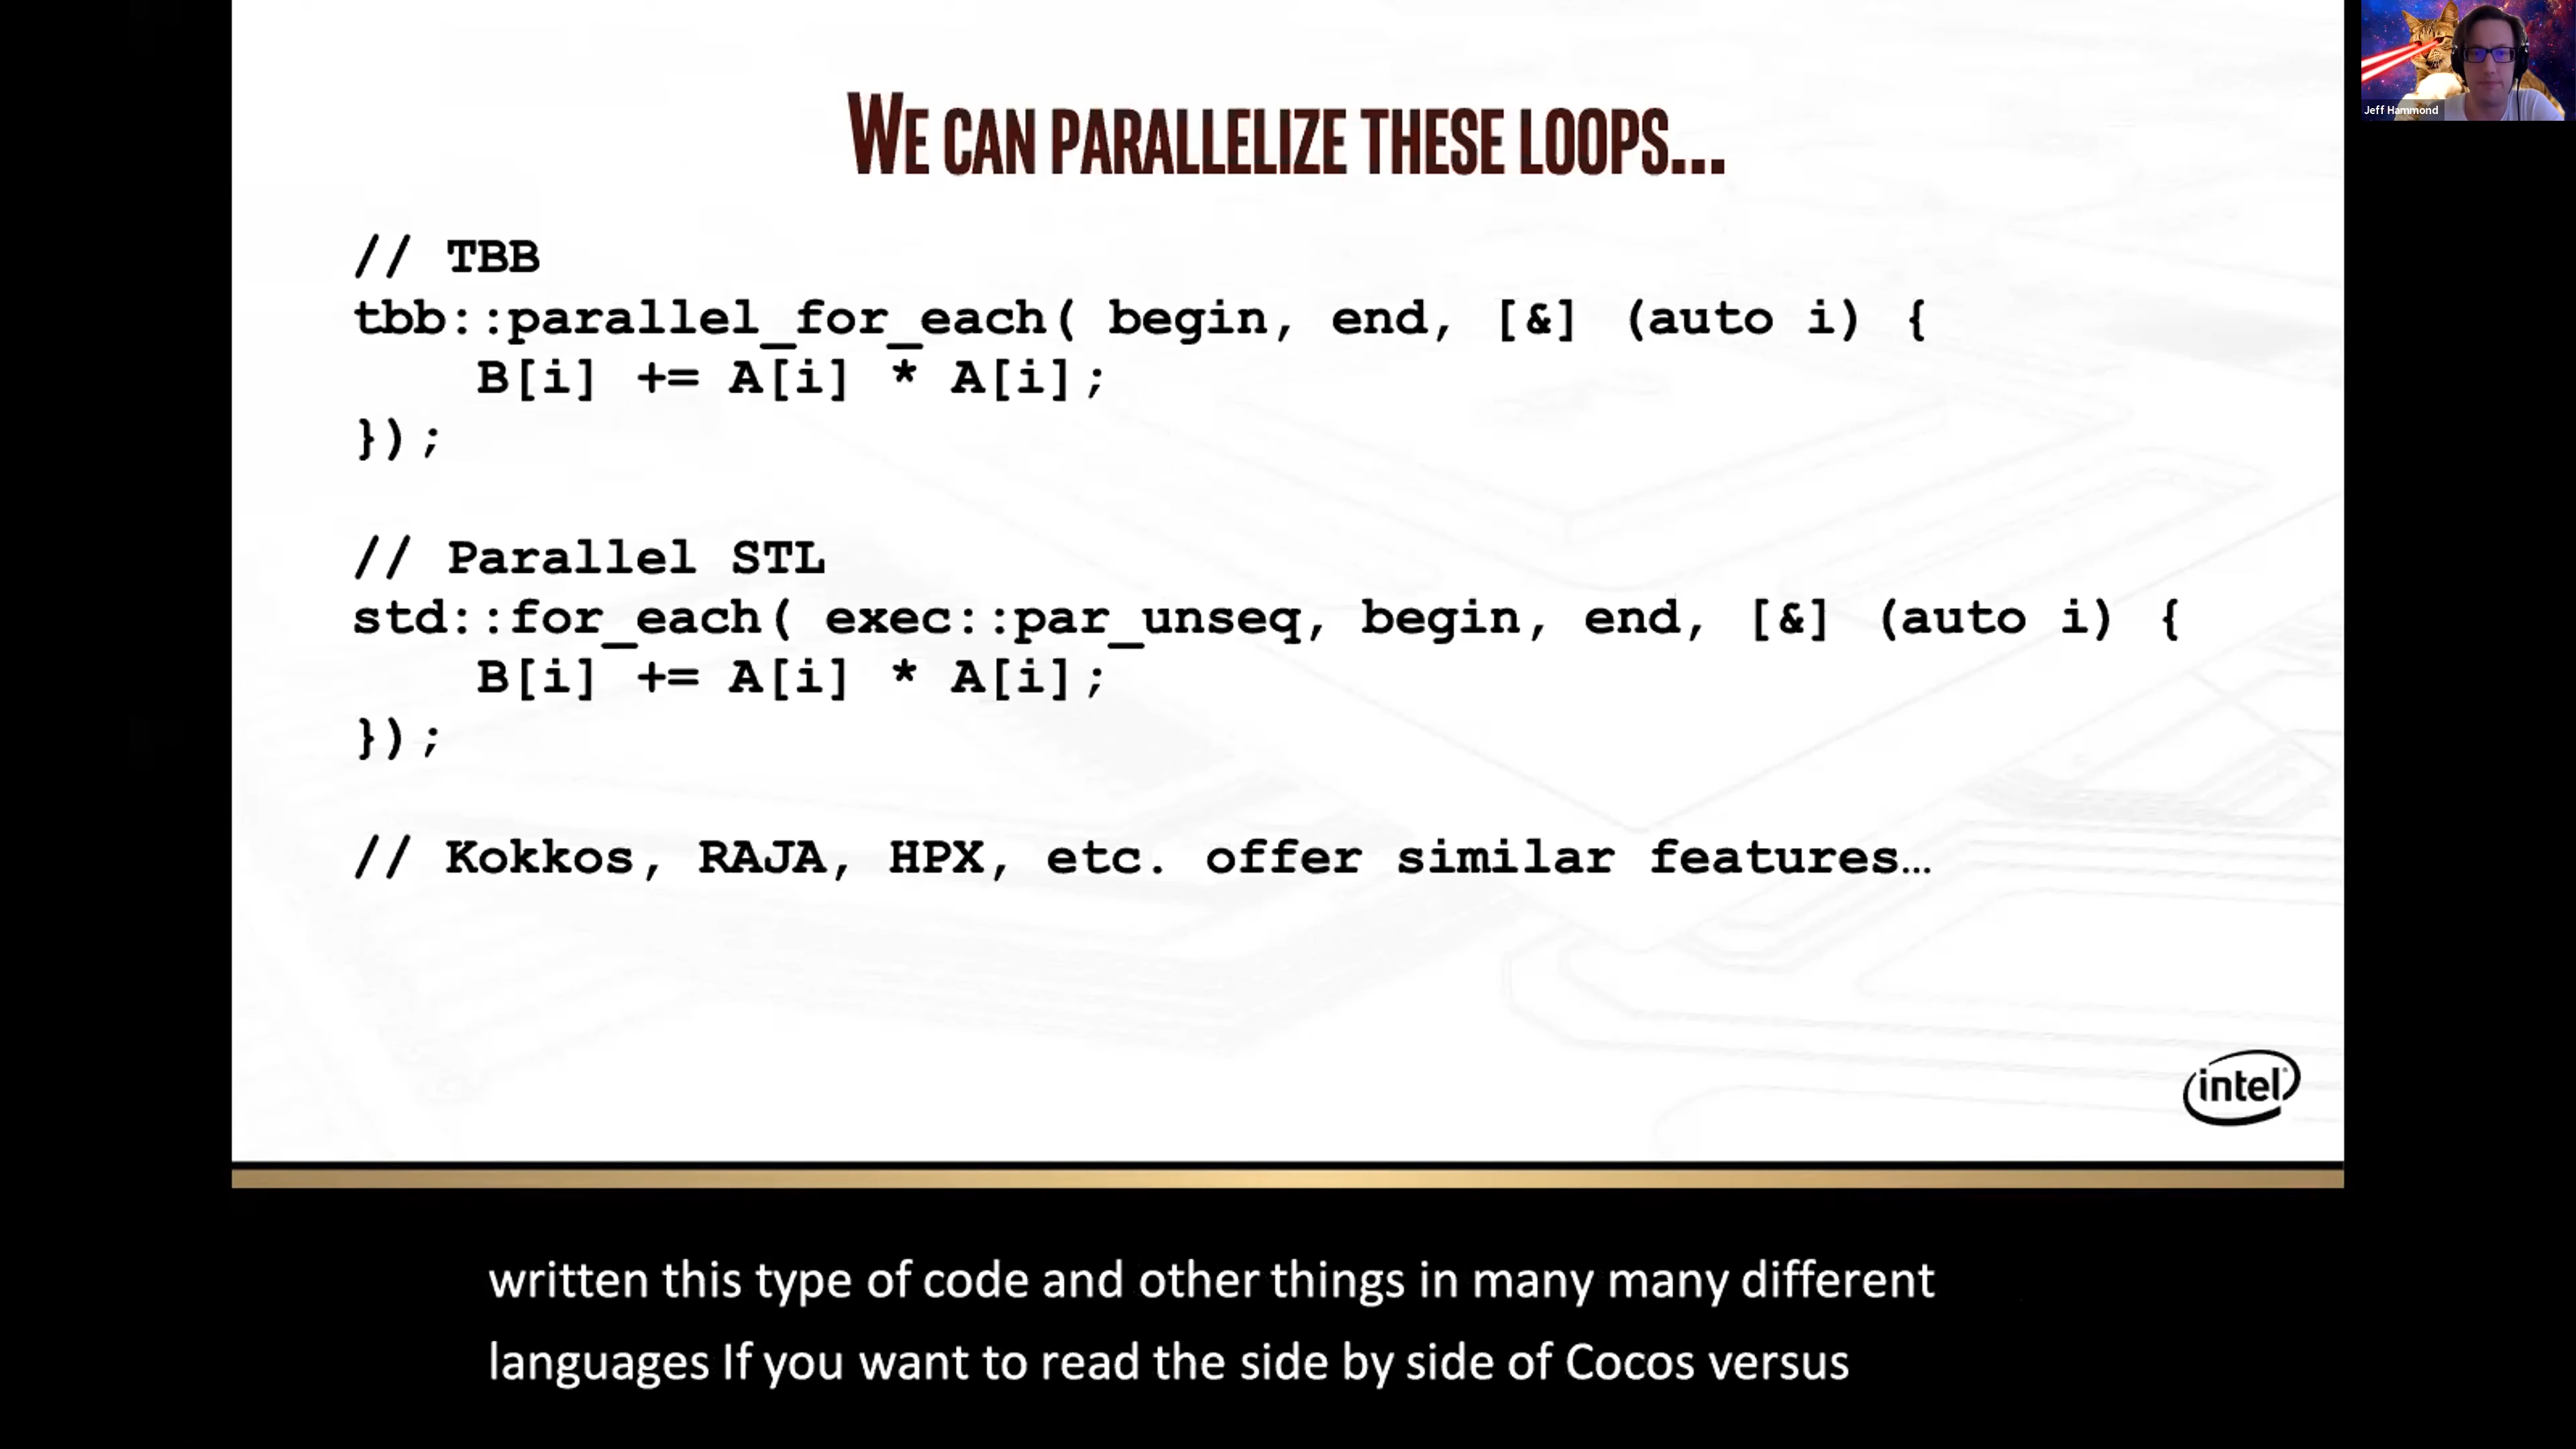 WE CAN PARALLELIZE THESE LOOPS...
// TBB
tbb::parallel_for_each( begin, end, [&] (auto i) {
    B[i] += A[i] * A[i];
});
// Parallel STL
std::for_each( exec::par_unseq, begin, end, [&] (auto i) {
    B[i] += A[i] * A[i];
});
// Kokkos, RAJA, HPX, etc. offer similar features…
intel
Jeff Hammond
written this type of code and other things in many many different
languages If you want to read the side by side of Cocos versus